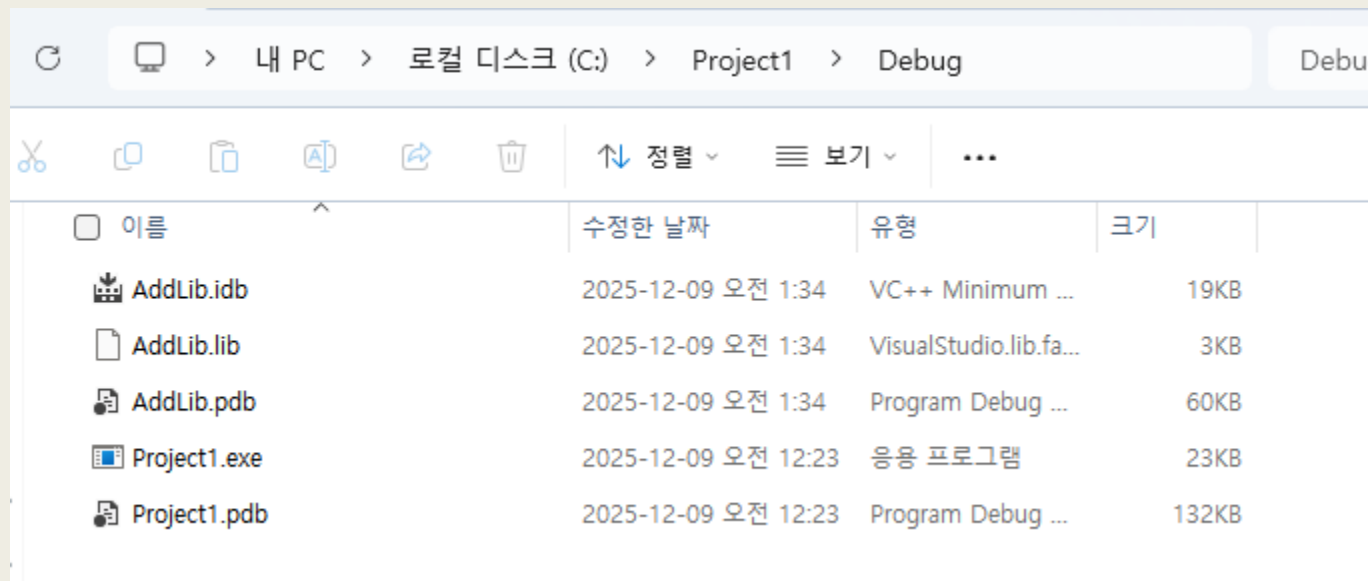 내 PC > 로컬 디스크 (C:) > Project1 > Debug Debu
정렬 보기 ...
이름 수정한 날짜 유형 크기
AddLib.idb 2025-12-09 오전 1:34 VC++ Minimum ... 19KB
AddLib.lib 2025-12-09 오전 1:34 VisualStudio.lib.fa... 3KB
AddLib.pdb 2025-12-09 오전 1:34 Program Debug ... 60KB
Project1.exe 2025-12-09 오전 12:23 응용 프로그램 23KB
Project1.pdb 2025-12-09 오전 12:23 Program Debug ... 132KB